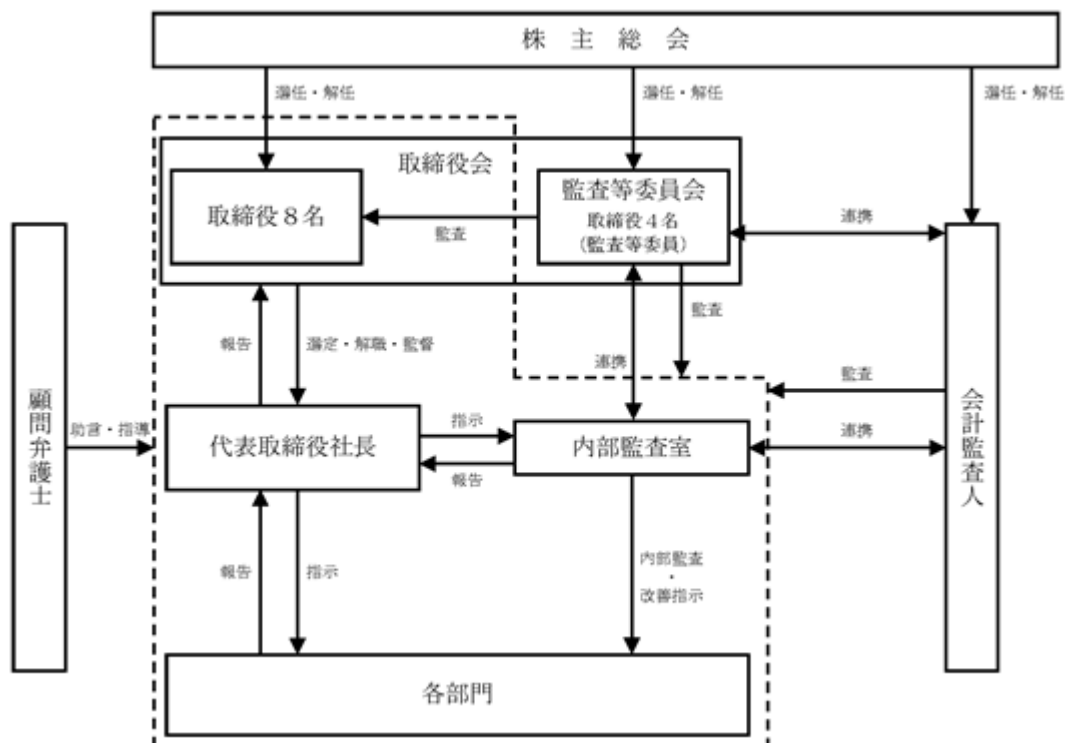 株主総会
選任・解任
選任・解任
選任・解任
取締役会
取締役8名
監査
監査等委員会
取締役4名
(監査等委員)
連携
監査
報告
選定・解職・監督
連携
監査
顧問弁護士
助言・指導
代表取締役社長
指示
報告
内部監査室
連携
会計監査人
報告
指示
内部監査
・
改善指示
各部門